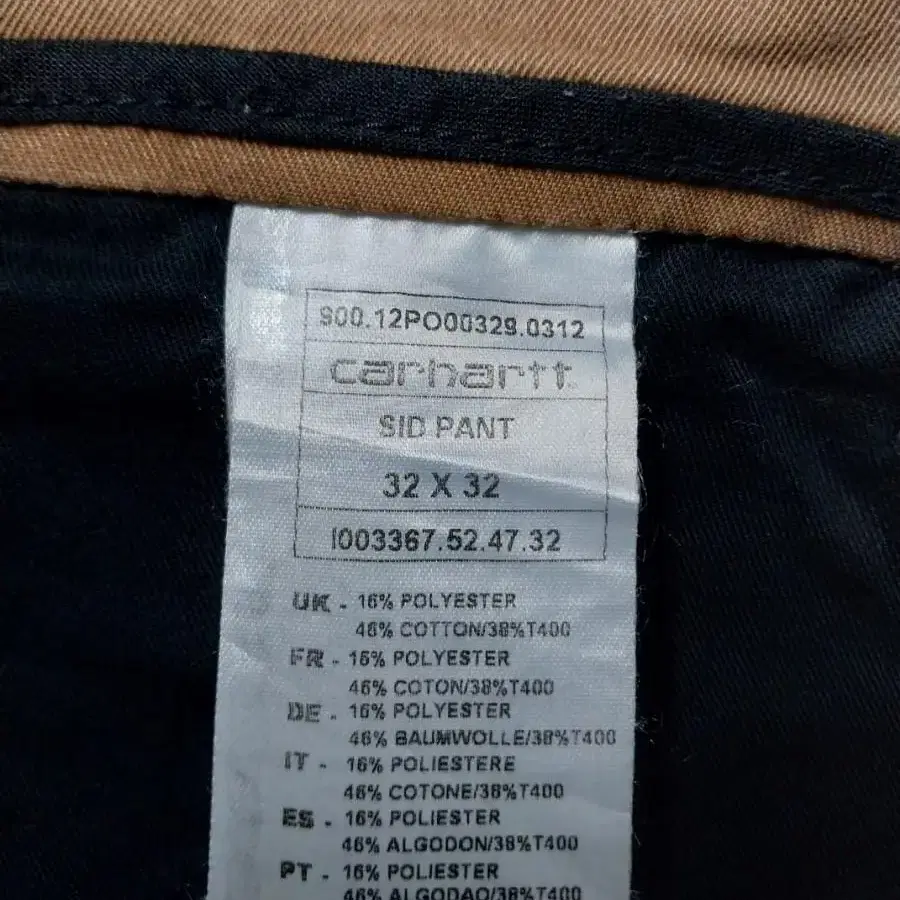 900.12PO00329.0312
carhartt
SID PANT
32 X 32
I003367.52.47.32
UK - 16% POLYESTER
46% COTTON/38%T400
FR - 16% POLYESTER
46% COTON/38%T400
DE - 16% POLYESTER
46% BAUMWOLLE/38%T400
IT - 16% POLIESTERE
46% COTONE/38%T400
ES - 16% POLIESTER
46% ALGODON/38%T400
PT - 16% POLIESTER
46% ALGODAO/38%T400